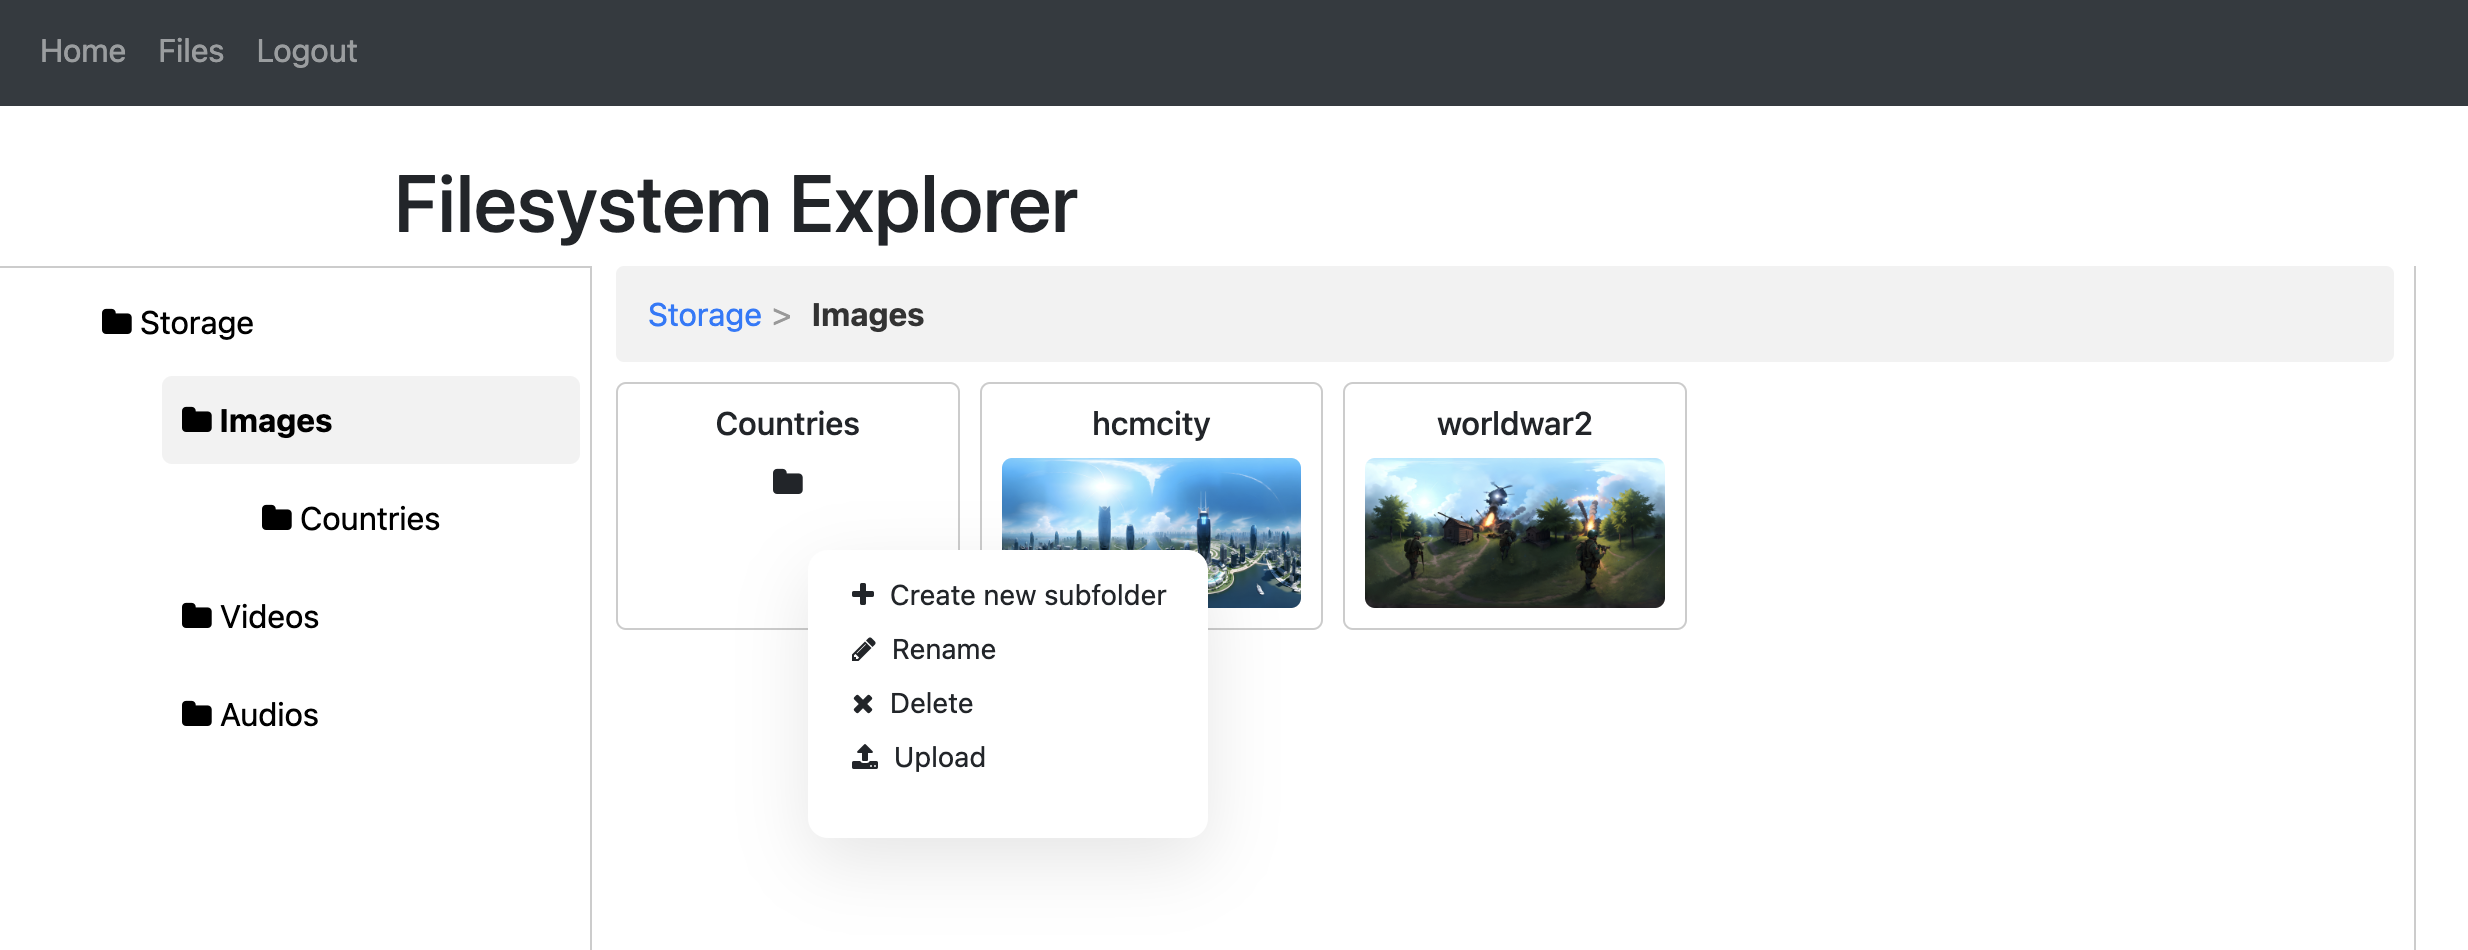 Home Files Logout
Filesystem Explorer
Storage
Images
Countries
Videos
Audios
Storage > Images
Countries
hcmcity
worldwar2
Create new subfolder
Rename
Delete
Upload